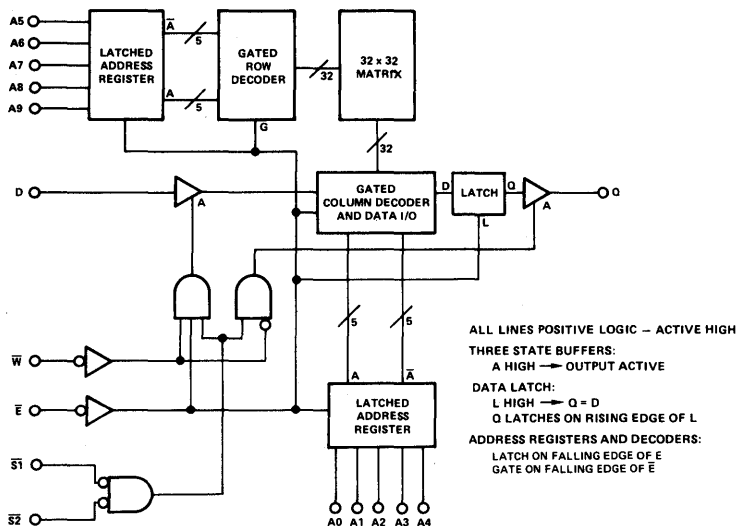 A5
A6
A7
A8
A9
LATCHED
ADDRESS
REGISTER
A̅
5
A
5
GATED
ROW
DECODER
G
32
32 x 32
MATRIX
32
D
A
GATED
COLUMN DECODER
AND DATA I/O
D
LATCH
Q
L
A
Q
5
5
A
A̅
W̅
E̅
S̅1̅
S̅2̅
LATCHED
ADDRESS
REGISTER
A0
A1
A2
A3
A4
ALL LINES POSITIVE LOGIC – ACTIVE HIGH
THREE STATE BUFFERS:
A HIGH → OUTPUT ACTIVE
DATA LATCH:
L HIGH → Q = D
Q LATCHES ON RISING EDGE OF L
ADDRESS REGISTERS AND DECODERS:
LATCH ON FALLING EDGE OF E
GATE ON FALLING EDGE OF E̅